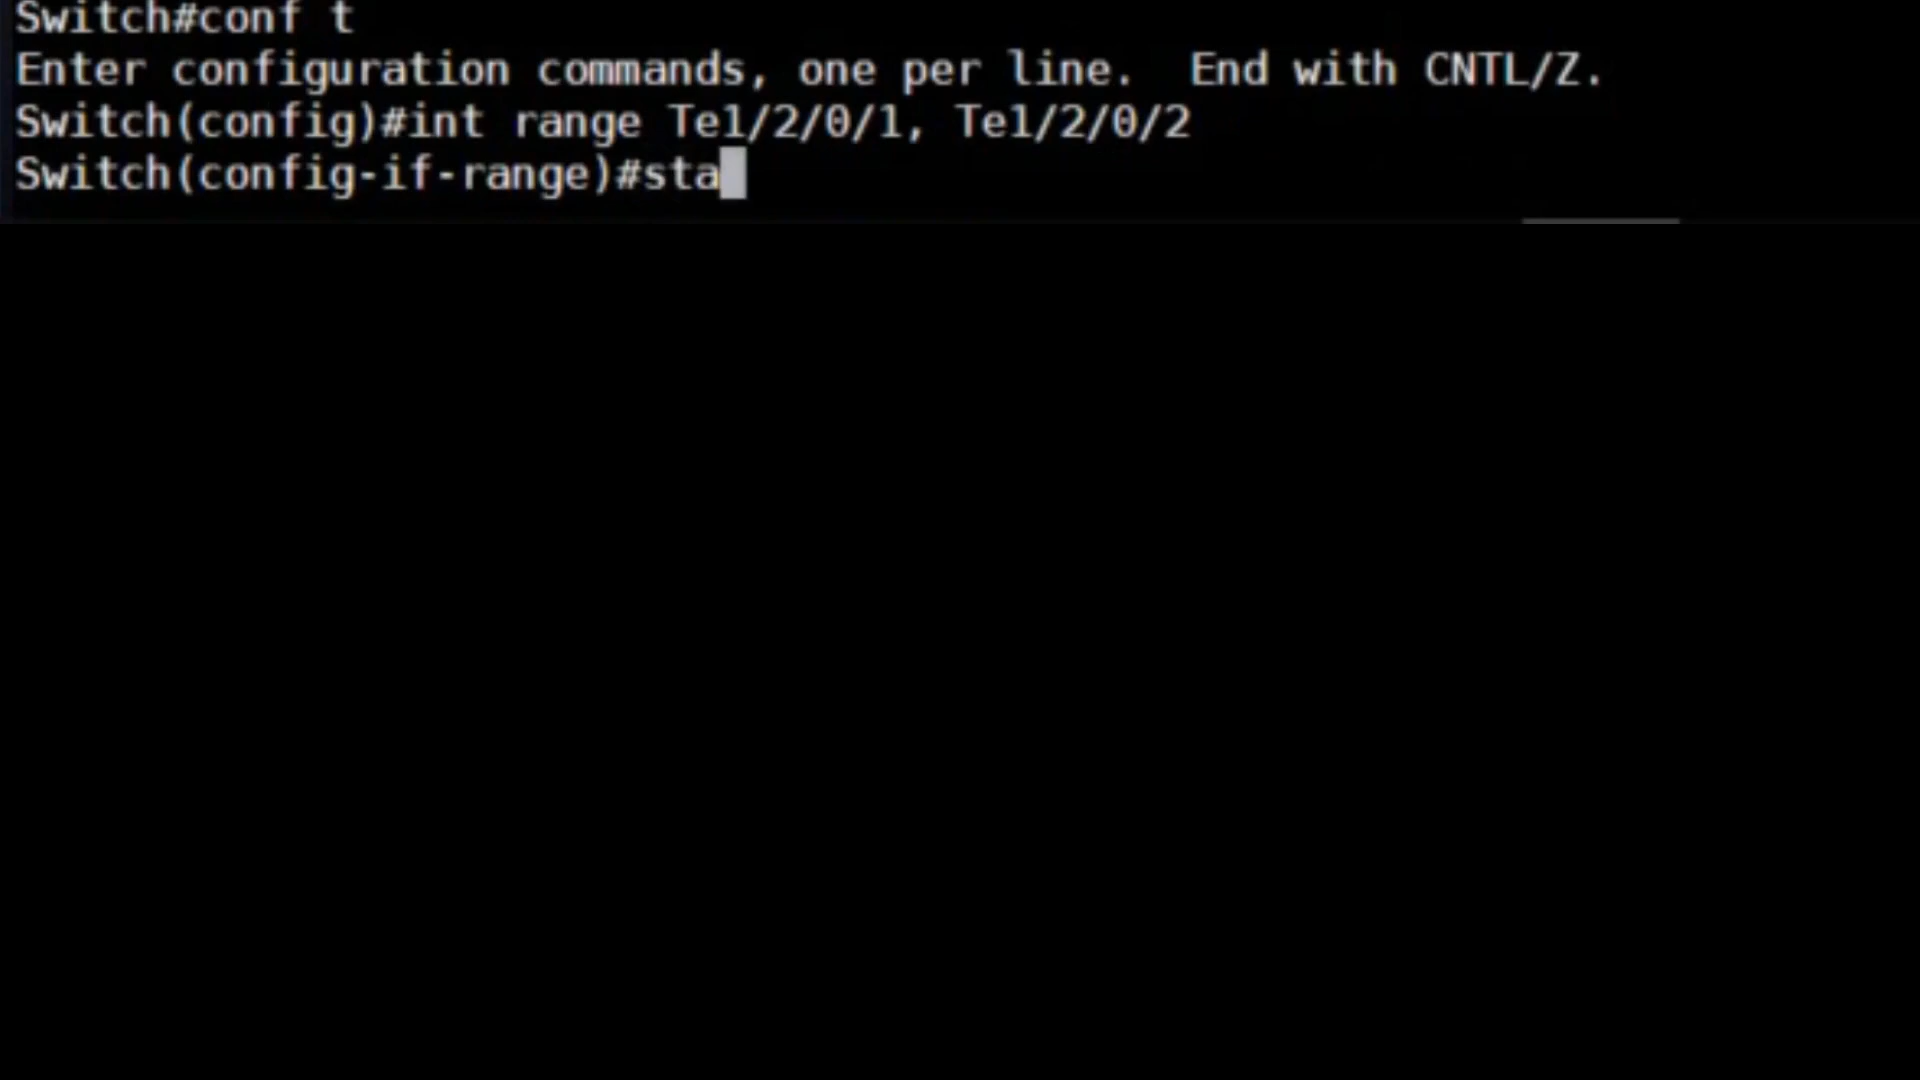 Switch#conf t
Enter configuration commands, one per line.  End with CNTL/Z.
Switch(config)#int range Te1/2/0/1, Te1/2/0/2
Switch(config-if-range)#sta